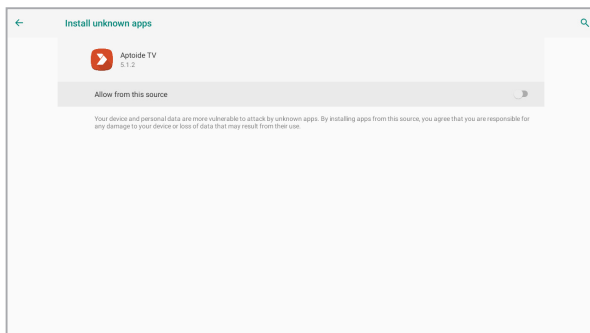 Install unknown apps
Aptoide TV
5.1.2
Allow from this source
Your device and personal data are more vulnerable to attack by unknown apps. By installing apps from this source, you agree that you are responsible for
any damage to your device or loss of data that may result from their use.